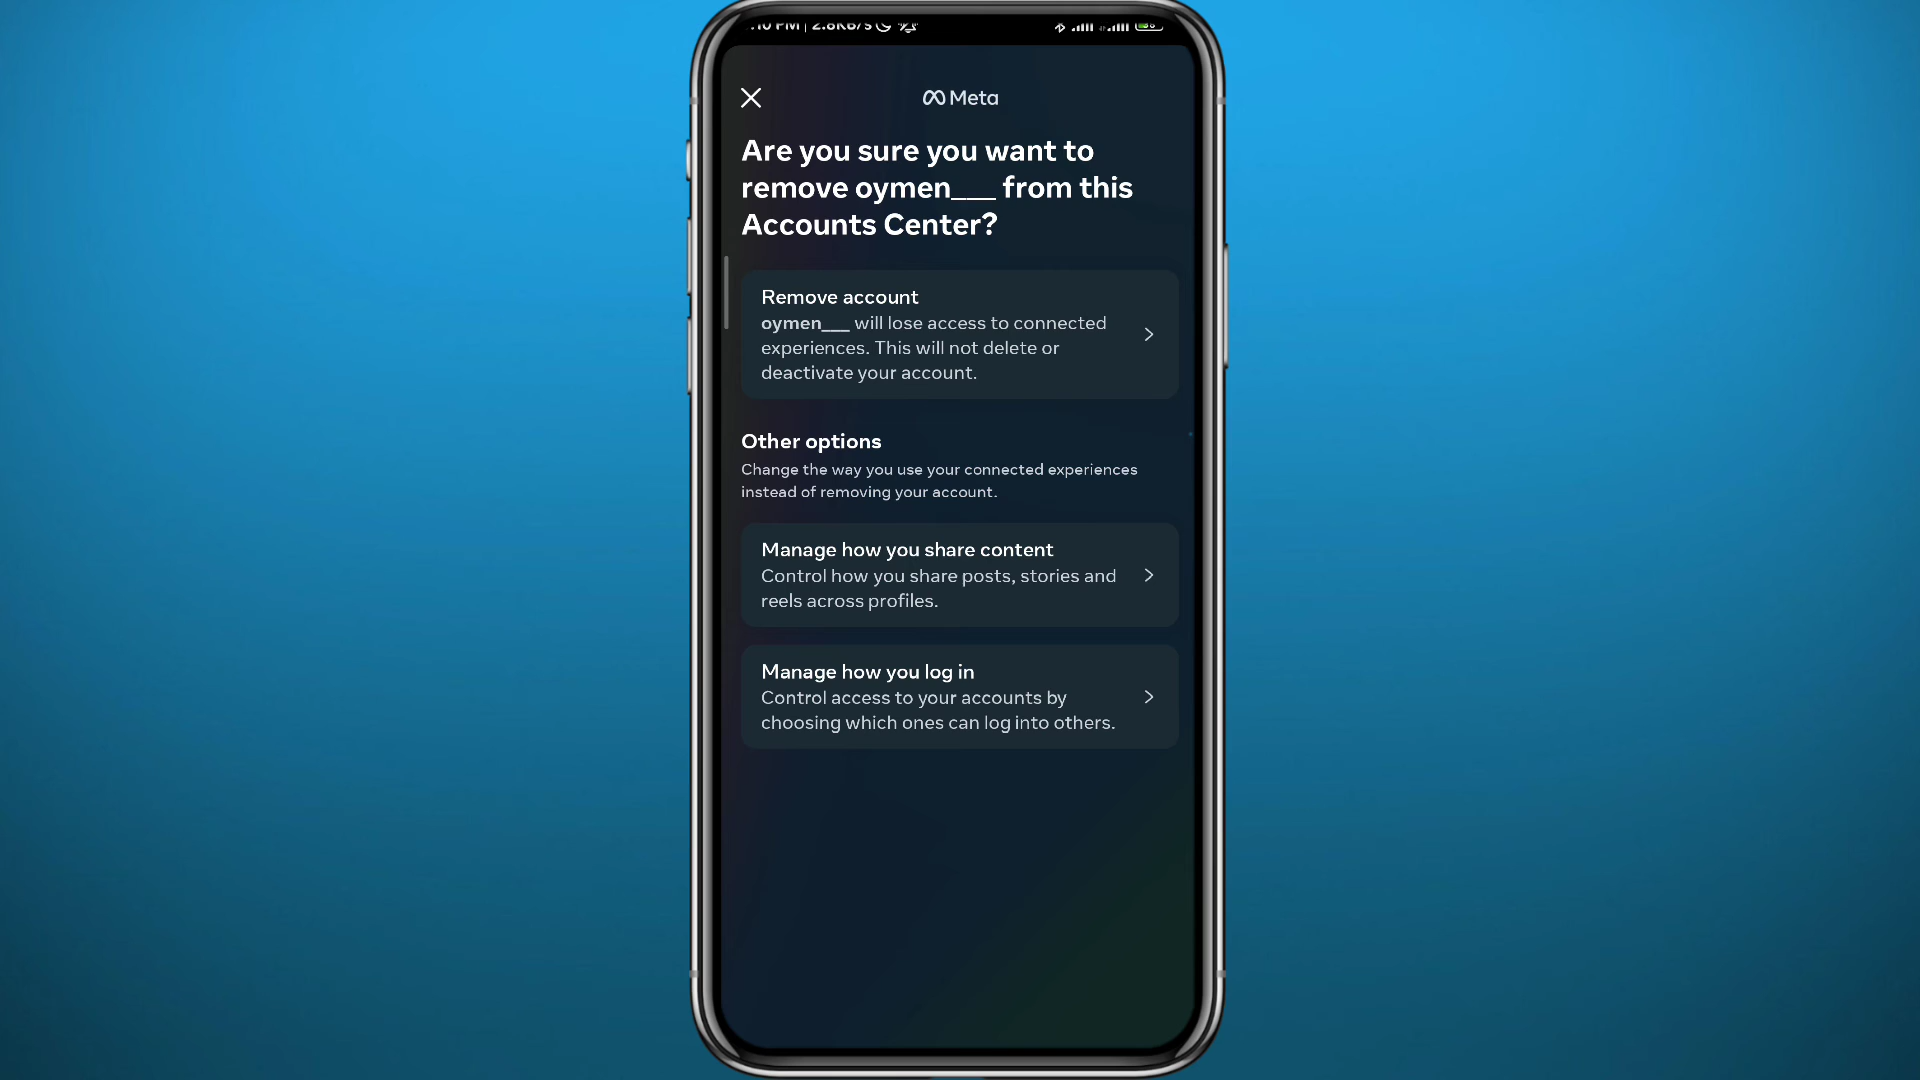 Meta
Are you sure you want to
remove oymen___ from this
Accounts Center?
Remove account
oymen___ will lose access to connected
experiences. This will not delete or
deactivate your account.
Other options
Change the way you use your connected experiences
instead of removing your account.
Manage how you share content
Control how you share posts, stories and
reels across profiles.
Manage how you log in
Control access to your accounts by
choosing which ones can log into others.